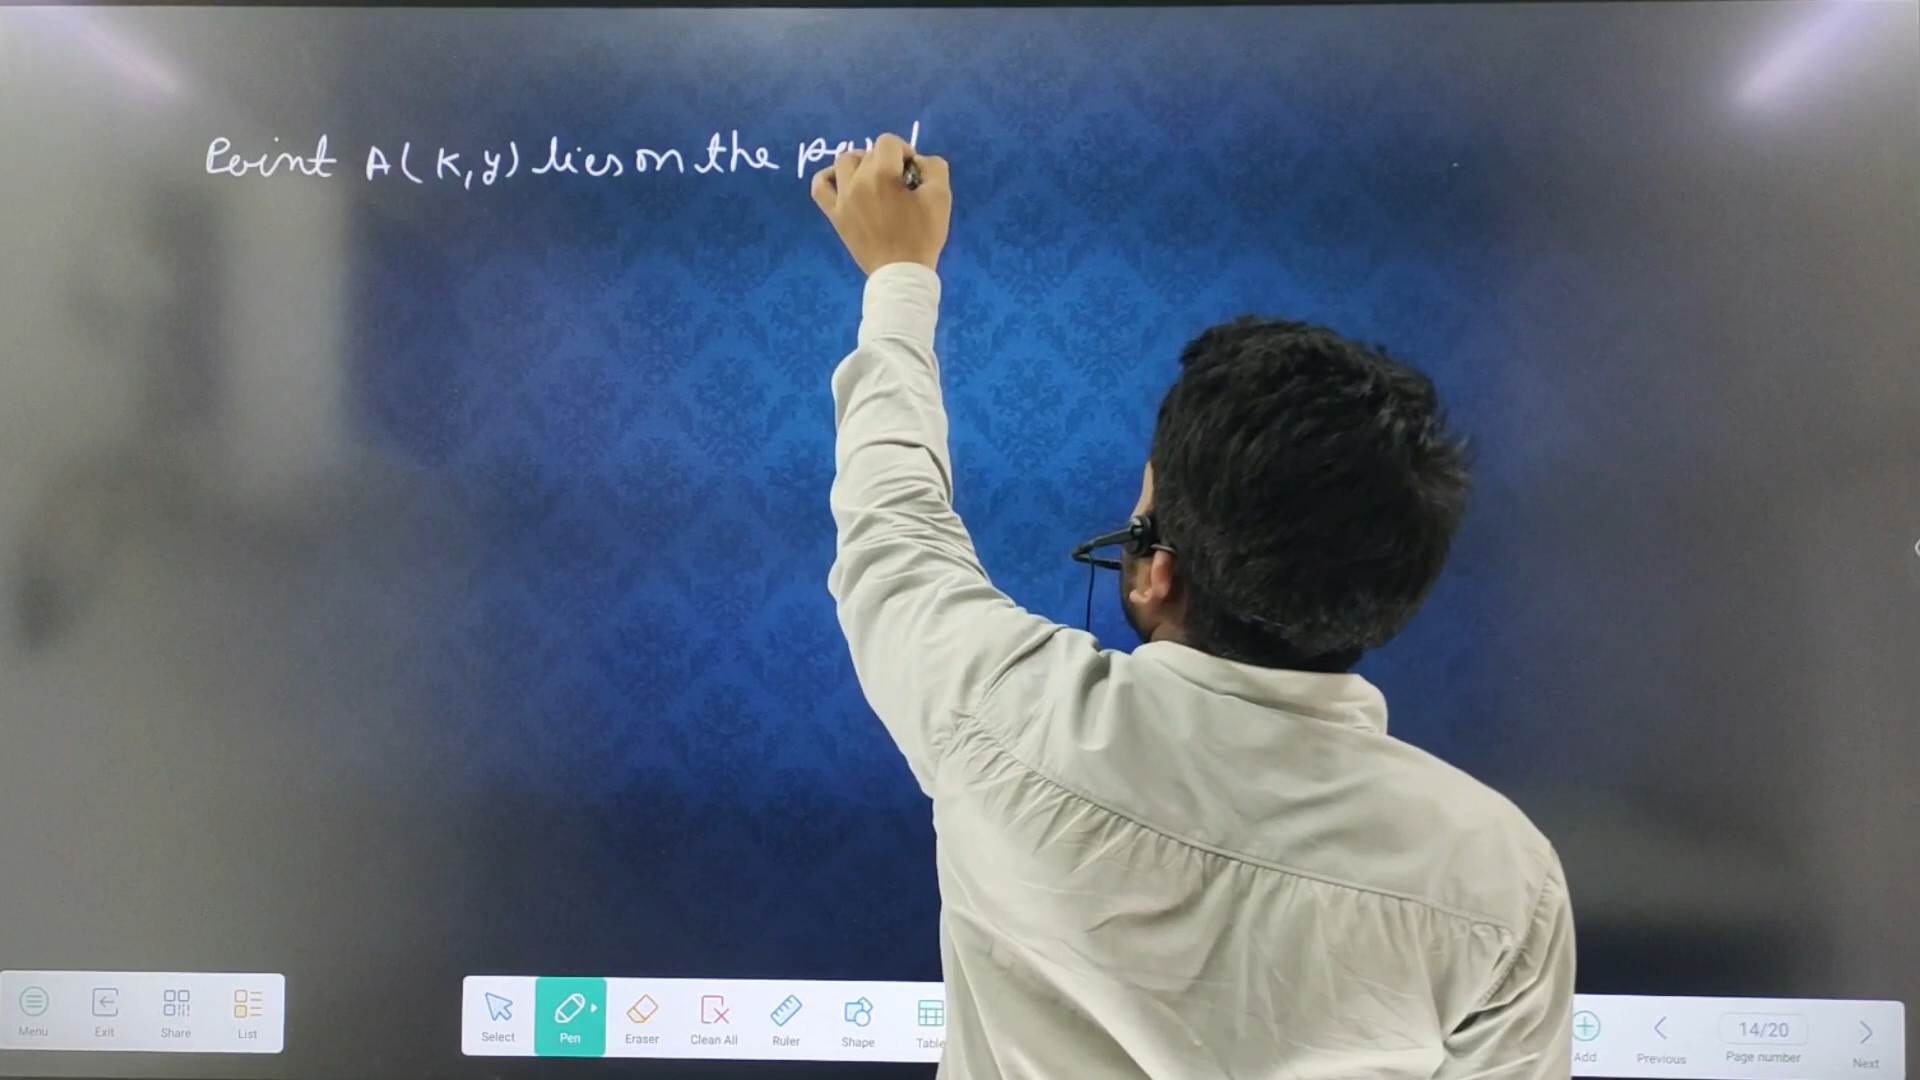 Point A(K,y) lies on the
Menu Exit Share List
Select Pen Eraser Clean All Ruler Shape Table
Add Previous 14/20 Page number Next